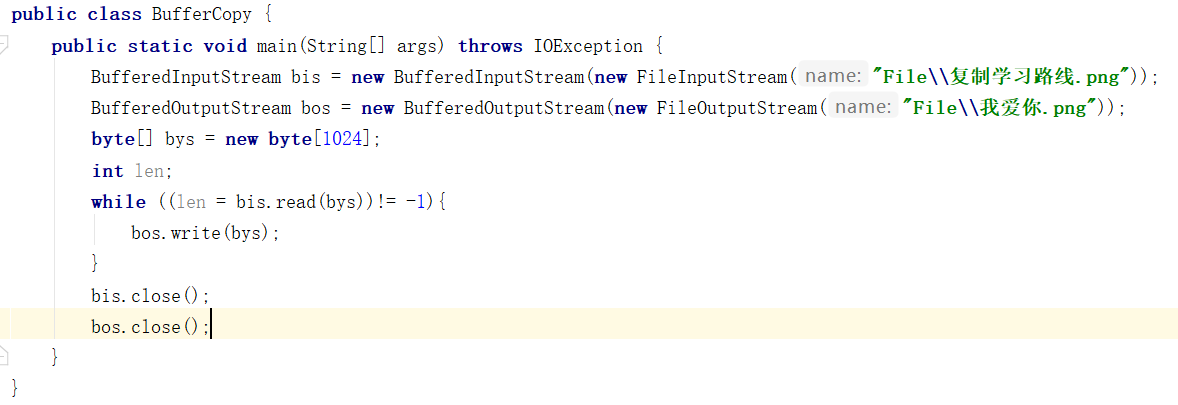 public class BufferCopy {
public static void main(String[] args) throws IOException {
BufferedInputStream bis = new BufferedInputStream(new FileInputStream( name: "File\\复制学习路线.png"));
BufferedOutputStream bos = new BufferedOutputStream(new FileOutputStream( name: "File\\我爱你.png"));
byte[] bys = new byte[1024];
int len;
while ((len = bis.read(bys))!= -1){
bos.write(bys);
}
bis.close();
bos.close();
}
}